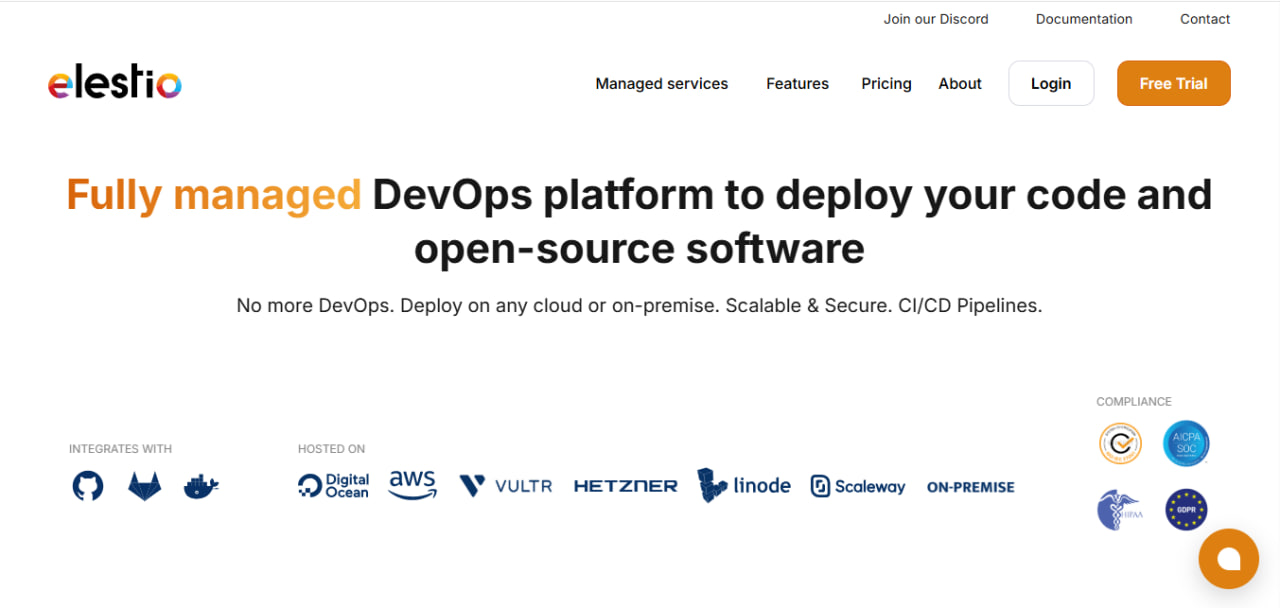 Join our Discord Documentation Contact
elestio
Managed services Features Pricing About Login Free Trial
Fully managed DevOps platform to deploy your code and
open-source software
No more DevOps. Deploy on any cloud or on-premise. Scalable & Secure. CI/CD Pipelines.
INTEGRATES WITH
HOSTED ON
Digital
Ocean
aws
VULTR
HETZNER
linode
Scaleway
ON-PREMISE
COMPLIANCE
AICPA
SOC
HIPAA
GDPR